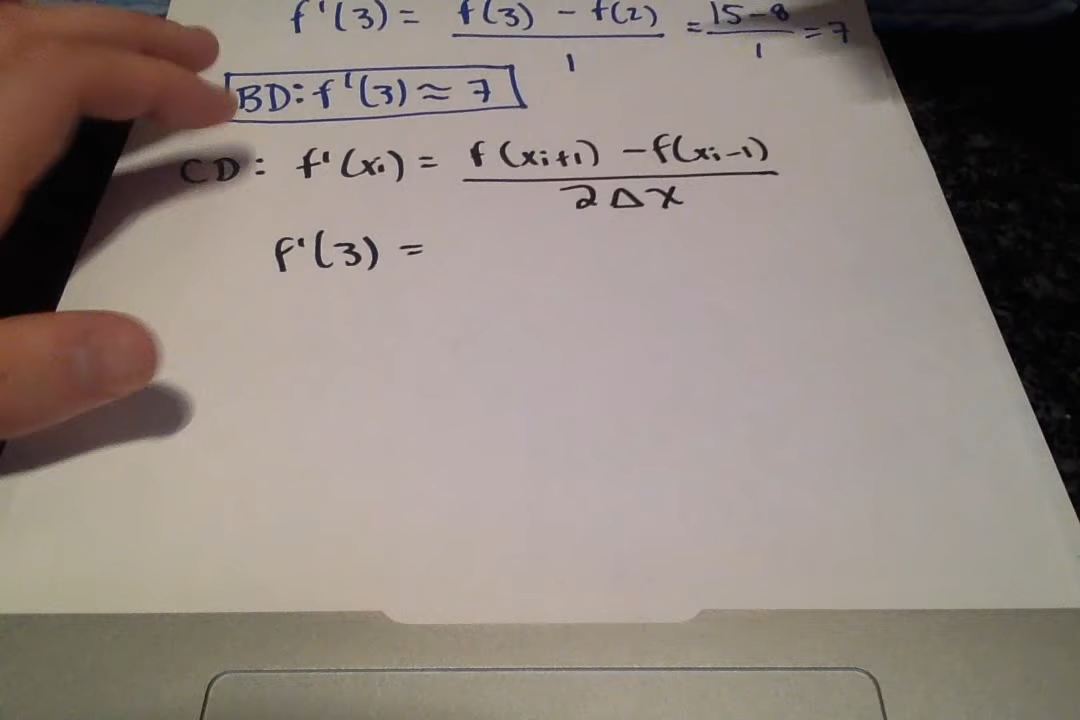 f'(3) = f(3) - f(2) / 1 = 15-8 / 1 = 7
BD: f'(3) ≈ 7
CD: f'(xi) = f(xi+1) - f(xi-1) / 2Δx
f'(3) =